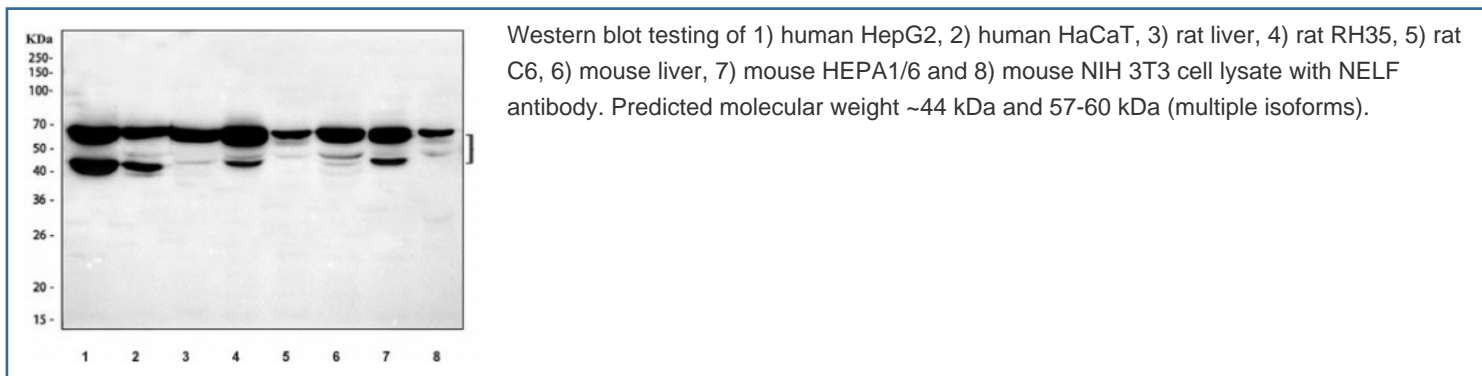 KDa
250-
150-
100-
70 -
50 -
40 -
36 -
26 -
20 -
15 -
1 2 3 4 5 6 7 8
Western blot testing of 1) human HepG2, 2) human HaCaT, 3) rat liver, 4) rat RH35, 5) rat
C6, 6) mouse liver, 7) mouse HEPA1/6 and 8) mouse NIH 3T3 cell lysate with NELF
antibody. Predicted molecular weight ~44 kDa and 57-60 kDa (multiple isoforms).